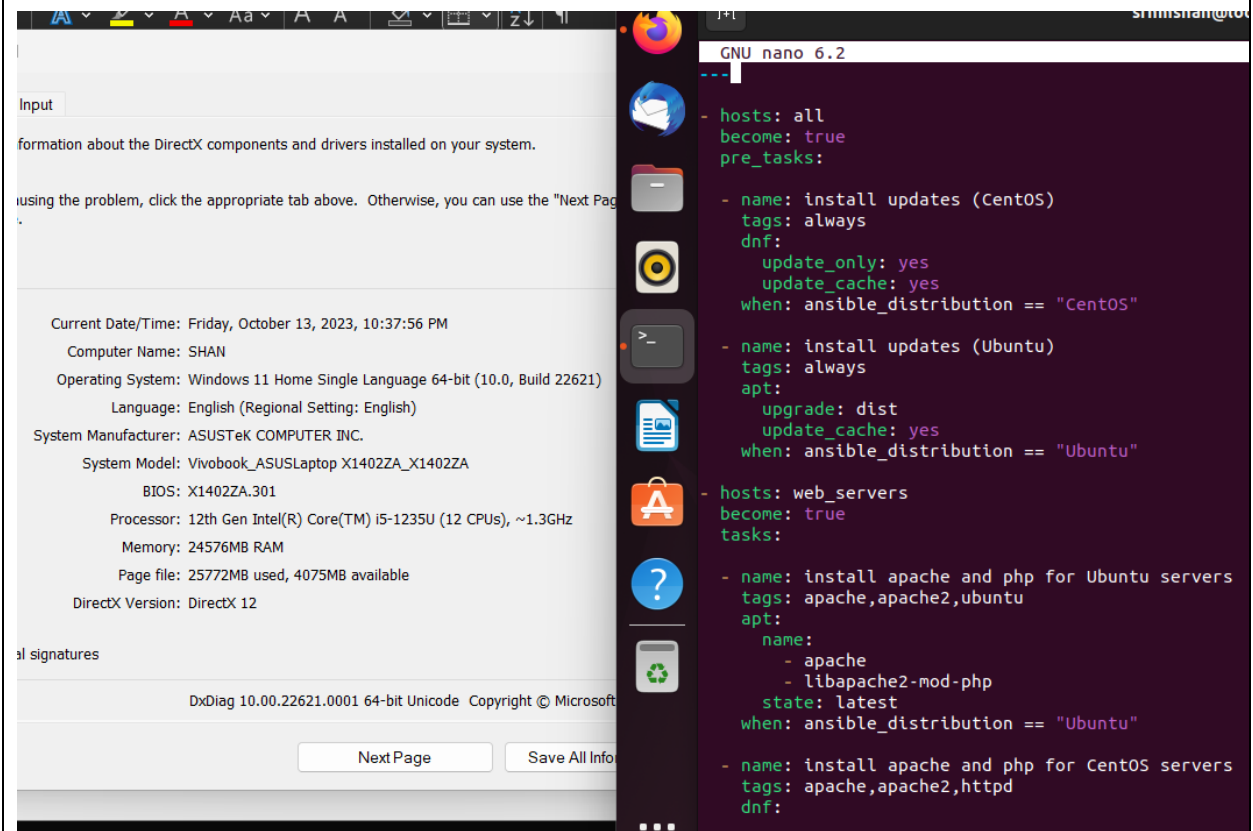 Aa
A A
Input
formation about the DirectX components and drivers installed on your system.
using the problem, click the appropriate tab above. Otherwise, you can use the "Next Pag
Current Date/Time: Friday, October 13, 2023, 10:37:56 PM
Computer Name: SHAN
Operating System: Windows 11 Home Single Language 64-bit (10.0, Build 22621)
Language: English (Regional Setting: English)
System Manufacturer: ASUSTeK COMPUTER INC.
System Model: Vivobook_ASUSLaptop X1402ZA_X1402ZA
BIOS: X1402ZA.301
Processor: 12th Gen Intel(R) Core(TM) i5-1235U (12 CPUs), ~1.3GHz
Memory: 24576MB RAM
Page file: 25772MB used, 4075MB available
DirectX Version: DirectX 12
al signatures
DxDiag 10.00.22621.0001 64-bit Unicode Copyright © Microsoft
Next Page
Save All Info
GNU nano 6.2
---
- hosts: all
become: true
pre_tasks:
- name: install updates (CentOS)
tags: always
dnf:
update_only: yes
update_cache: yes
when: ansible_distribution == "CentOS"
- name: install updates (Ubuntu)
tags: always
apt:
upgrade: dist
update_cache: yes
when: ansible_distribution == "Ubuntu"
- hosts: web_servers
become: true
tasks:
- name: install apache and php for Ubuntu servers
tags: apache,apache2,ubuntu
apt:
name:
- apache
- libapache2-mod-php
state: latest
when: ansible_distribution == "Ubuntu"
- name: install apache and php for CentOS servers
tags: apache,apache2,httpd
dnf: